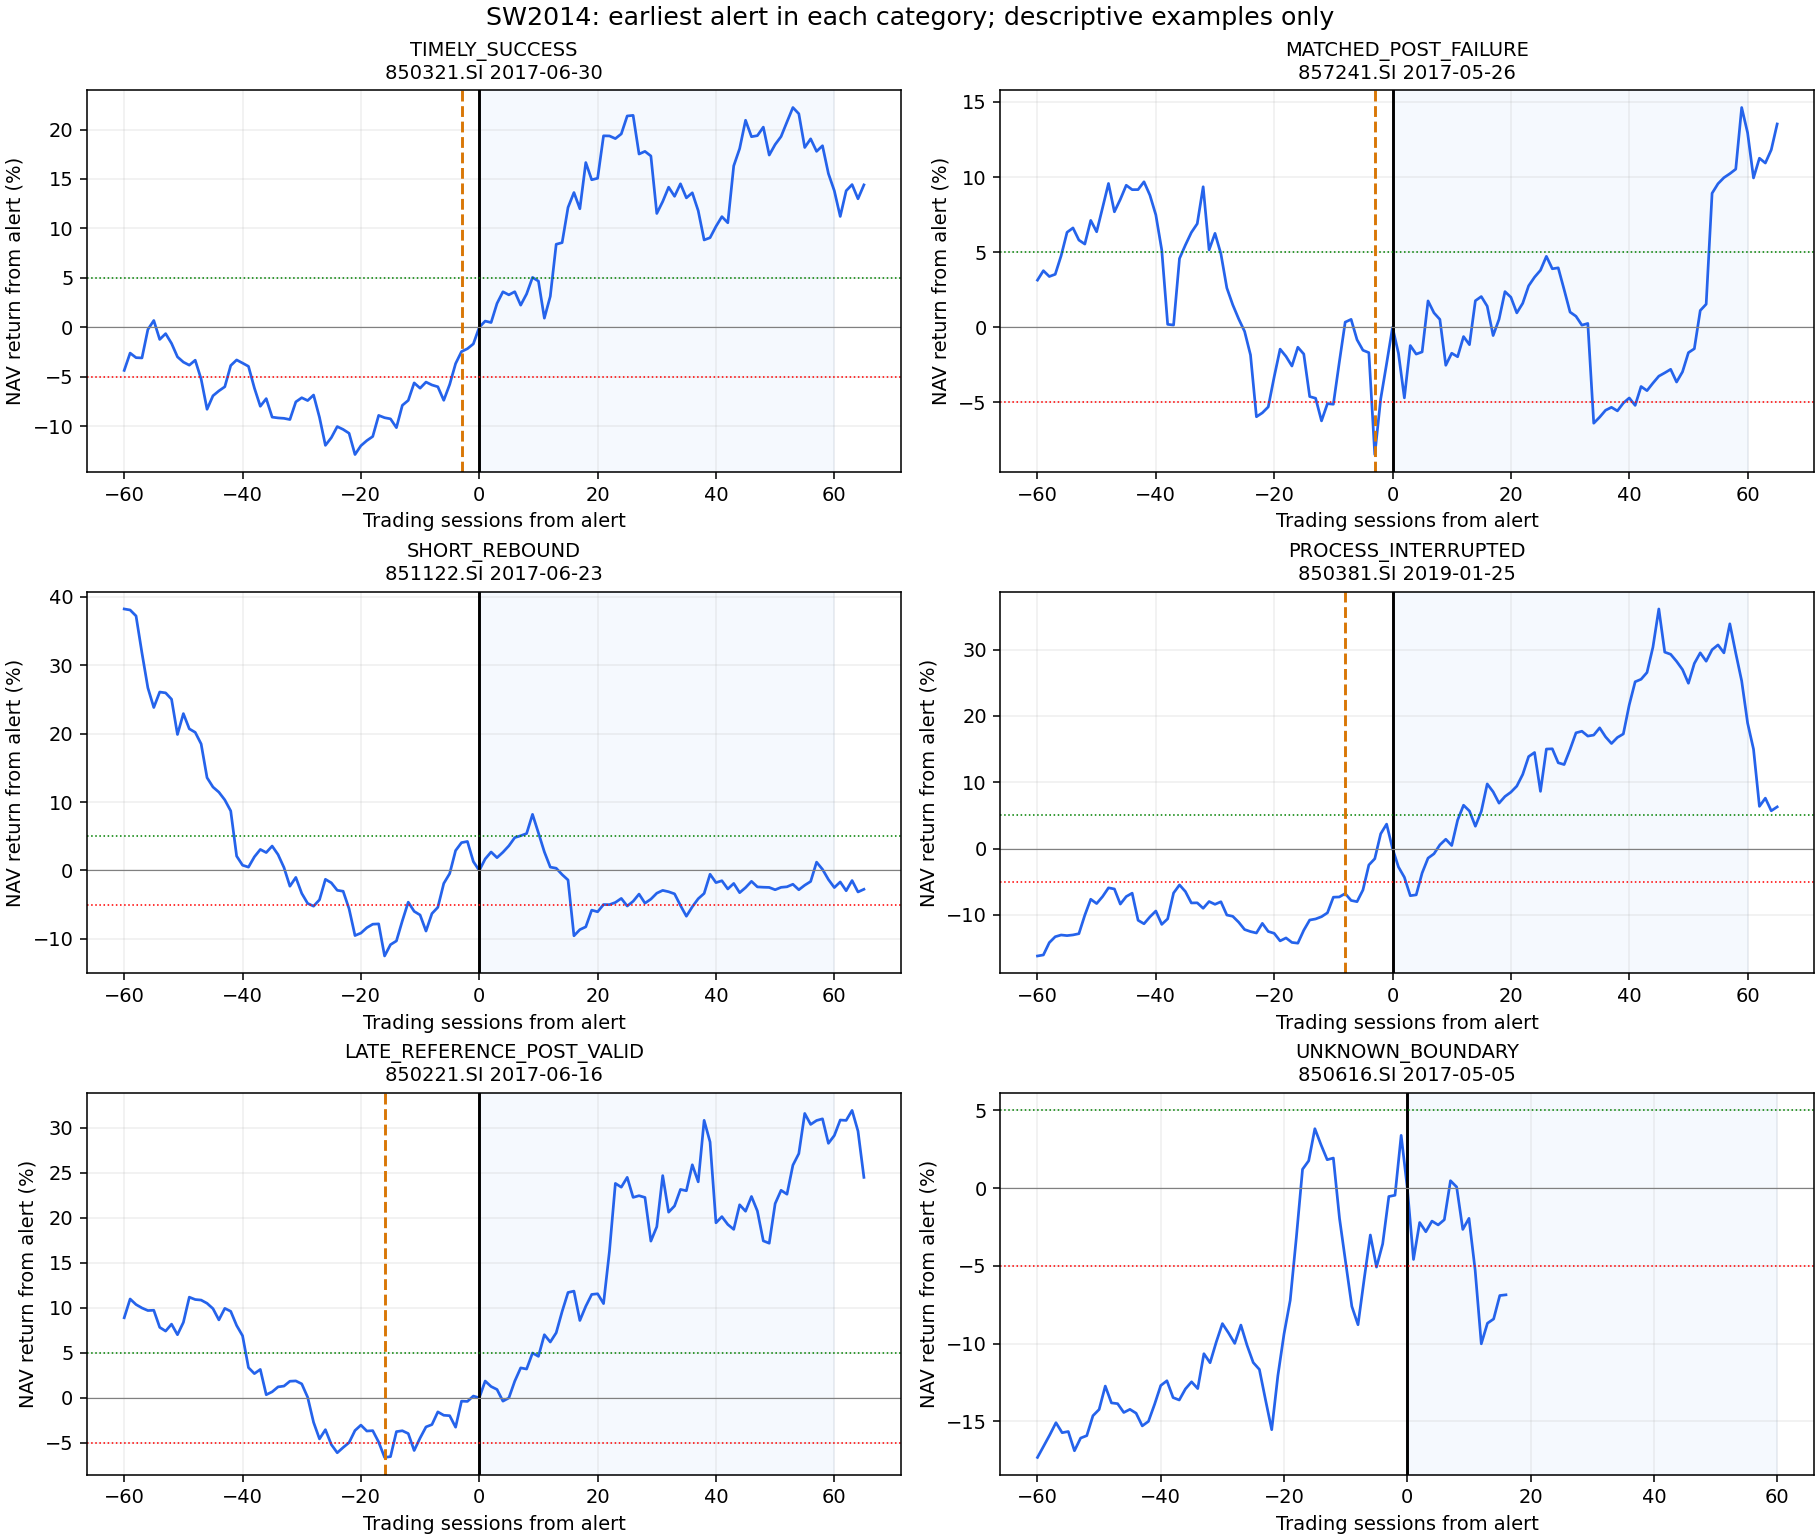 SW2014: earliest alert in each category; descriptive examples only
TIMELY_SUCCESS
850321.SI 2017-06-30
NAV return from alert (%)
20
15
10
5
0
−5
−10
−60 −40 −20 0 20 40 60
Trading sessions from alert
MATCHED_POST_FAILURE
857241.SI 2017-05-26
NAV return from alert (%)
15
10
5
0
−5
−60 −40 −20 0 20 40 60
Trading sessions from alert
SHORT_REBOUND
851122.SI 2017-06-23
NAV return from alert (%)
40
30
20
10
0
−10
−60 −40 −20 0 20 40 60
Trading sessions from alert
PROCESS_INTERRUPTED
850381.SI 2019-01-25
NAV return from alert (%)
30
20
10
0
−10
−60 −40 −20 0 20 40 60
Trading sessions from alert
LATE_REFERENCE_POST_VALID
850221.SI 2017-06-16
NAV return from alert (%)
30
25
20
15
10
5
0
−5
−60 −40 −20 0 20 40 60
Trading sessions from alert
UNKNOWN_BOUNDARY
850616.SI 2017-05-05
NAV return from alert (%)
5
0
−5
−10
−15
−60 −40 −20 0 20 40 60
Trading sessions from alert